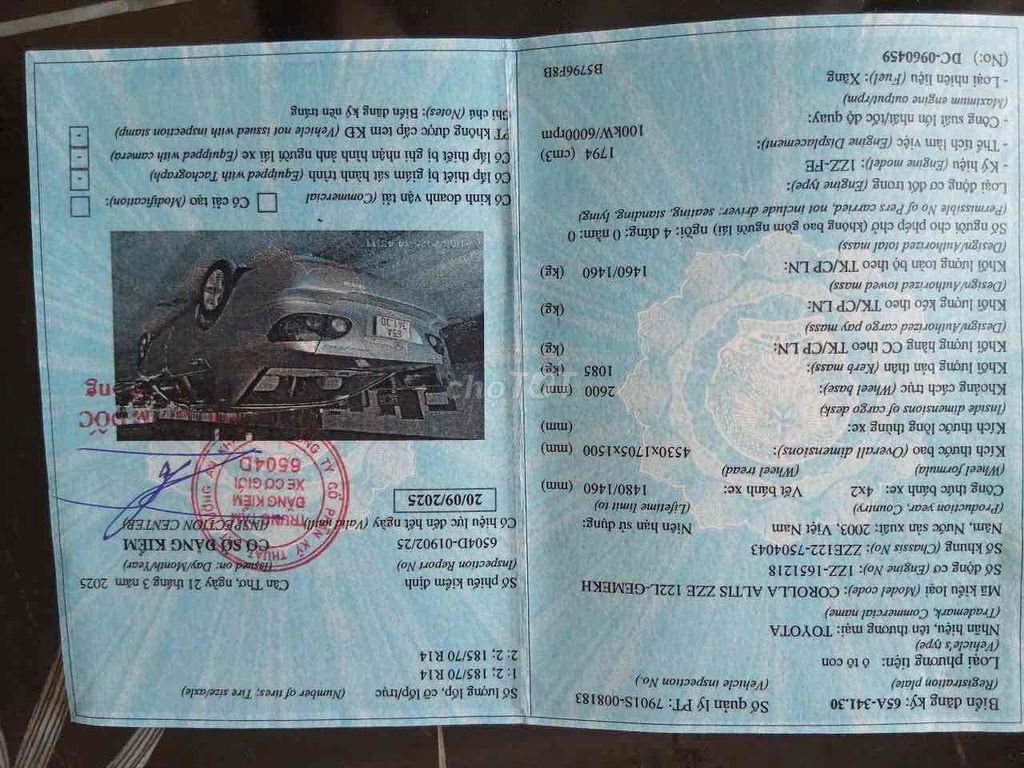 Biển đăng ký: 65A-341.30 Số quản lý PT: 7901S-008183
(Registration plate) (Vehicle inspection No.)
Loại phương tiện: ô tô con
(Vehicle's type)
Nhãn hiệu, tên thương mại: TOYOTA
(Trademark, Commercial name)
Mã kiểu loại (Model code): COROLLA ALTIS ZZE 122L-GEMEKH
Số động cơ (Engine No): 1ZZ-1651218
Số khung (Chassis No): ZZE122-7504043
Năm, Nước sản xuất: 2003, Việt Nam Niên hạn sử dụng:
(Production year, Country) (Lifetime limit to)
Công thức bánh xe: 4x2 Vết bánh xe: 1480/1460 (mm)
(Wheel formula) (Wheel tread)
Kích thước bao (Overall dimensions): 4530x1705x1500 (mm)
Kích thước lòng thùng xe: (mm)
(Inside dimensions of cargo desk)
Khoảng cách trục (Wheel base): 2600 (mm)
Khối lượng bản thân (Kerb mass): 1085 (kg)
Khối lượng hàng CC theo TK/CP LN: (kg)
(Design/Authorized cargo pay mass)
Khối lượng kéo theo TK/CP LN: (kg)
(Design/Authorized towed mass)
Khối lượng toàn bộ theo TK/CP LN: 1460/1460 (kg)
(Design/Authorized total mass)
Số người cho phép chở (không bao gồm người lái) ngồi: 4 đứng: 0 nằm: 0
(Permissible No of Pers carried, not include driver: seating, standing, lying)
Loại động cơ đốt trong (Engine type):
- Ký hiệu (Engine model): 1ZZ-FE
- Thể tích làm việc (Engine Displacement): 1794 (cm3)
- Công suất lớn nhất/tốc độ quay: 100kW/6000rpm
(Maximum engine output/rpm)
- Loại nhiên liệu (Fuel): Xăng B5796F8B
(No:) DC-0960459
Số lượng lốp, cỡ lốp/trục (Number of tires; Tire size/axle)
1: 2; 185/70 R14
2: 2; 185/70 R14
Số phiếu kiểm định Cần Thơ, ngày 21 tháng 3 năm 2025
(Inspection Report No) (Issued on: Day/Month/Year)
6504D-01902/25 CƠ SỞ ĐĂNG KIỂM
Có hiệu lực đến hết ngày (Valid until) (INSPECTION CENTER)
20/09/2025
TRUNG
ĐĂNG KIỂM
XE CƠ GIỚI
6504D
ĐỐC
65A
341.30
chợ TỐT
Có kinh doanh vận tải (Commercial) Có cải tạo (Modification):
Có lắp thiết bị giám sát hành trình (Equipped with Tachograph) -
Có lắp thiết bị ghi nhận hình ảnh người lái xe (Equipped with camera) -
PT không được cấp tem KĐ (Vehicle not issued with inspection stamp) -
Ghi chú (Notes): Biển đăng ký nền trắng